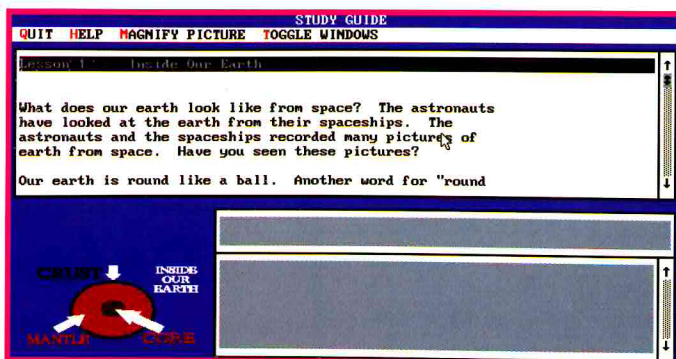 STUDY GUIDE
QUIT HELP MAGNIFY PICTURE TOGGLE WINDOWS
Lesson 1: Inside Our Earth
What does our earth look like from space? The astronauts
have looked at the earth from their spaceships. The
astronauts and the spaceships recorded many pictures of
earth from space. Have you seen these pictures?
Our earth is round like a ball. Another word for "round
CRUST
INSIDE
OUR
EARTH
MANTLE
CORE